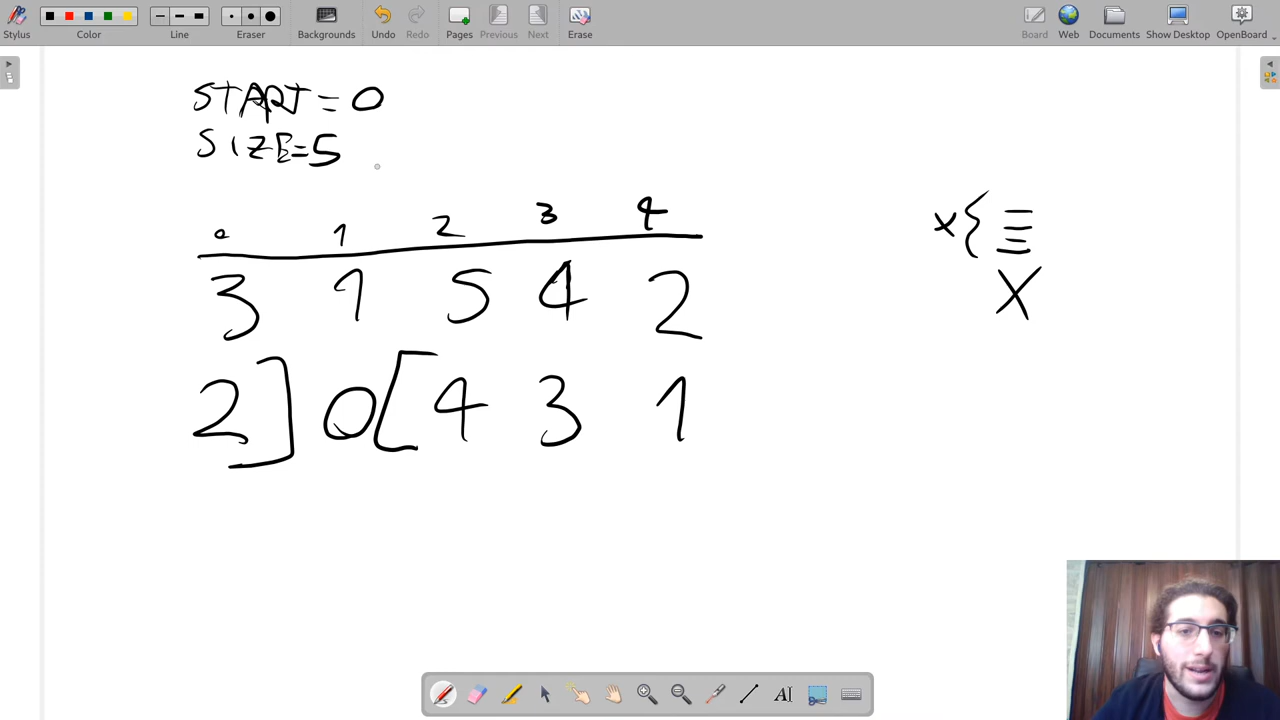 Color Line Eraser Backgrounds Undo Redo Pages Previous Next Erase Board Web Documents Show Desktop OpenBoard
Stylus
START = 0
SIZE=5
0 1 2 3 4
3 1 5 4 2
x{
X
2] 0 [4 3 1
AI